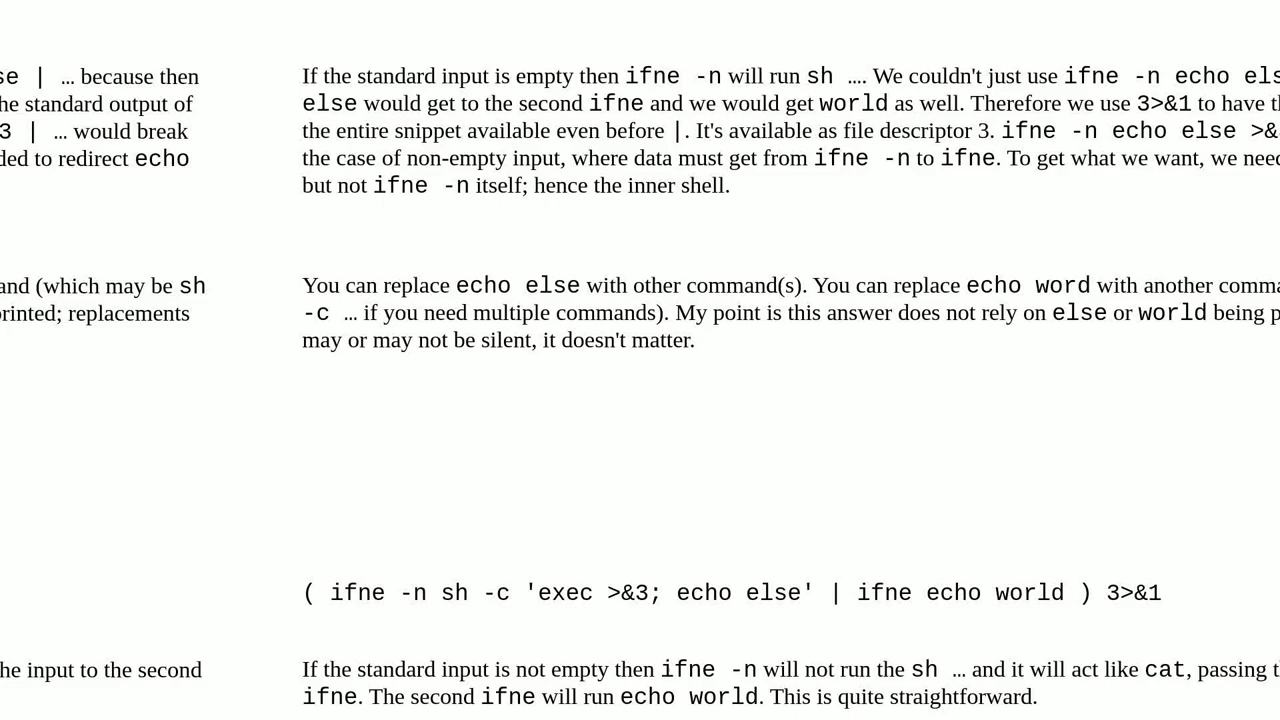 se | … because then
he standard output of
3 | … would break
ded to redirect echo
and (which may be sh
rinted; replacements
he input to the second
If the standard input is empty then ifne -n will run sh …. We couldn't just use ifne -n echo els
else would get to the second ifne and we would get world as well. Therefore we use 3>&1 to have t
the entire snippet available even before |. It's available as file descriptor 3. ifne -n echo else >&
the case of non-empty input, where data must get from ifne -n to ifne. To get what we want, we need
but not ifne -n itself; hence the inner shell.
You can replace echo else with other command(s). You can replace echo word with another comma
-c … if you need multiple commands). My point is this answer does not rely on else or world being p
may or may not be silent, it doesn't matter.
( ifne -n sh -c 'exec >&3; echo else' | ifne echo world ) 3>&1
If the standard input is not empty then ifne -n will not run the sh … and it will act like cat, passing t
ifne. The second ifne will run echo world. This is quite straightforward.